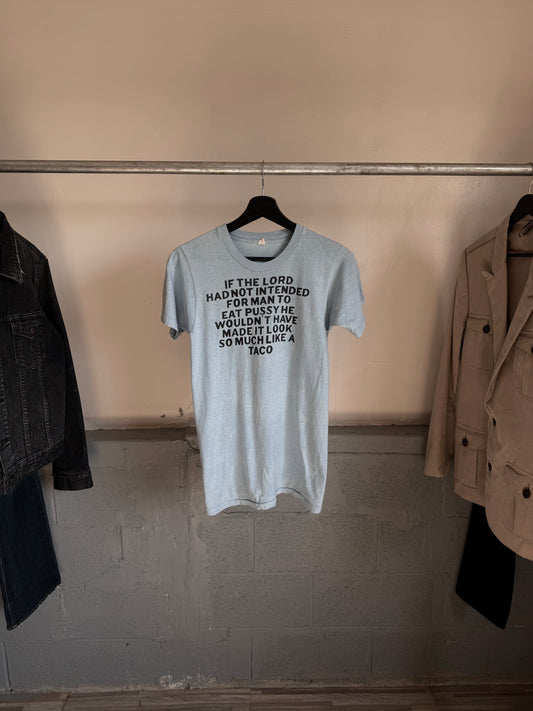 IF THE LORD
HAD NOT INTENDED
FOR MAN TO
EAT PUSSY HE
WOULDN'T HAVE
MADE IT LOOK
SO MUCH LIKE A
TACO